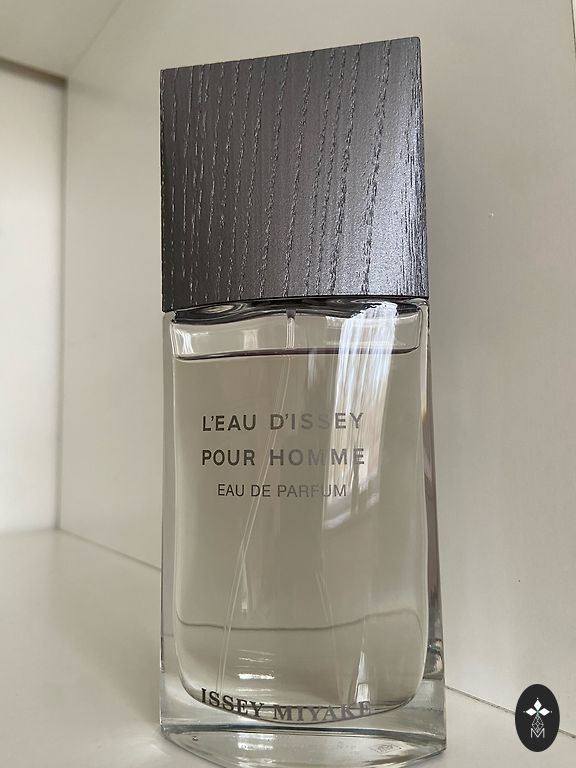 L'EAU D'ISSEY
POUR HOMME
EAU DE PARFUM
ISSEY MIYAKE